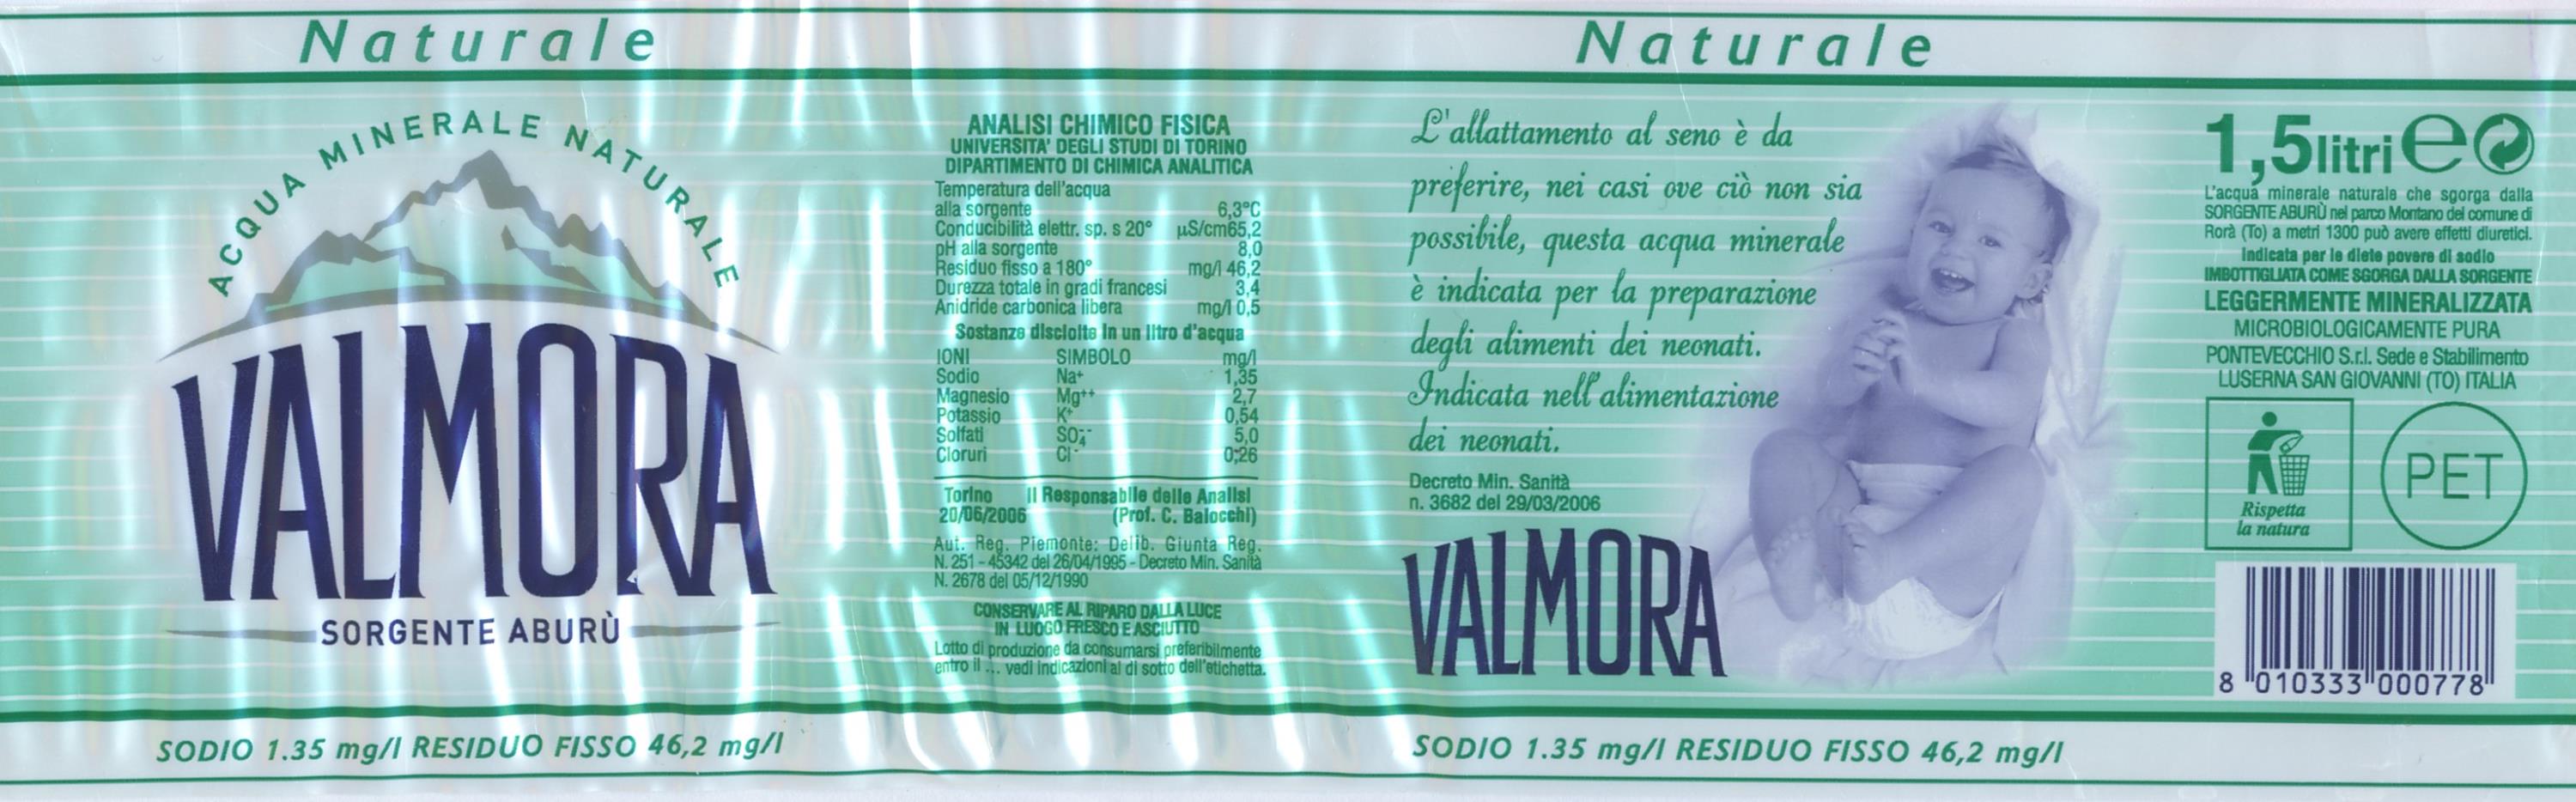 Naturale
ACQUA MINERALE NATURALE
VALMORA
SORGENTE ABURÙ
SODIO 1.35 mg/l RESIDUO FISSO 46,2 mg/l
ANALISI CHIMICO FISICA
UNIVERSITA' DEGLI STUDI DI TORINO
DIPARTIMENTO DI CHIMICA ANALITICA
Temperatura dell'acqua
alla sorgente 6,3°C
Conducibilità elettr. sp. s 20° µS/cm65,2
pH alla sorgente 8,0
Residuo fisso a 180° mg/l 46,2
Durezza totale in gradi francesi 3,4
Anidride carbonica libera mg/l 0,5
Sostanze disciolte in un litro d'acqua
IONI SIMBOLO mg/l
Sodio Na+ 1,35
Magnesio Mg++ 2,7
Potassio K+ 0,54
Solfati SO4-- 5,0
Cloruri Cl- 0,26
Torino Il Responsabile delle Analisi
20/06/2006 (Prof. C. Baiocchi)
Aut. Reg. Piemonte: Delib. Giunta Reg.
N. 251 - 45342 del 26/04/1995 - Decreto Min. Sanità
N. 2678 del 05/12/1990
CONSERVARE AL RIPARO DALLA LUCE
IN LUOGO FRESCO E ASCIUTTO
Lotto di produzione da consumarsi preferibilmente
entro il ... vedi indicazioni al di sotto dell'etichetta.
Naturale
L'allattamento al seno è da
preferire, nei casi ove ciò non sia
possibile, questa acqua minerale
è indicata per la preparazione
degli alimenti dei neonati.
Indicata nell'alimentazione
dei neonati.
Decreto Min. Sanità
n. 3682 del 29/03/2006
VALMORA
SODIO 1.35 mg/l RESIDUO FISSO 46,2 mg/l
1,5litri e
L'acqua minerale naturale che sgorga dalla
SORGENTE ABURÙ nel parco Montano del comune di
Rorà (To) a metri 1300 può avere effetti diuretici.
Indicata per le diete povere di sodio
IMBOTTIGLIATA COME SGORGA DALLA SORGENTE
LEGGERMENTE MINERALIZZATA
MICROBIOLOGICAMENTE PURA
PONTEVECCHIO S.r.l. Sede e Stabilimento
LUSERNA SAN GIOVANNI (TO) ITALIA
Rispetta
la natura
PET
8 010333 000778